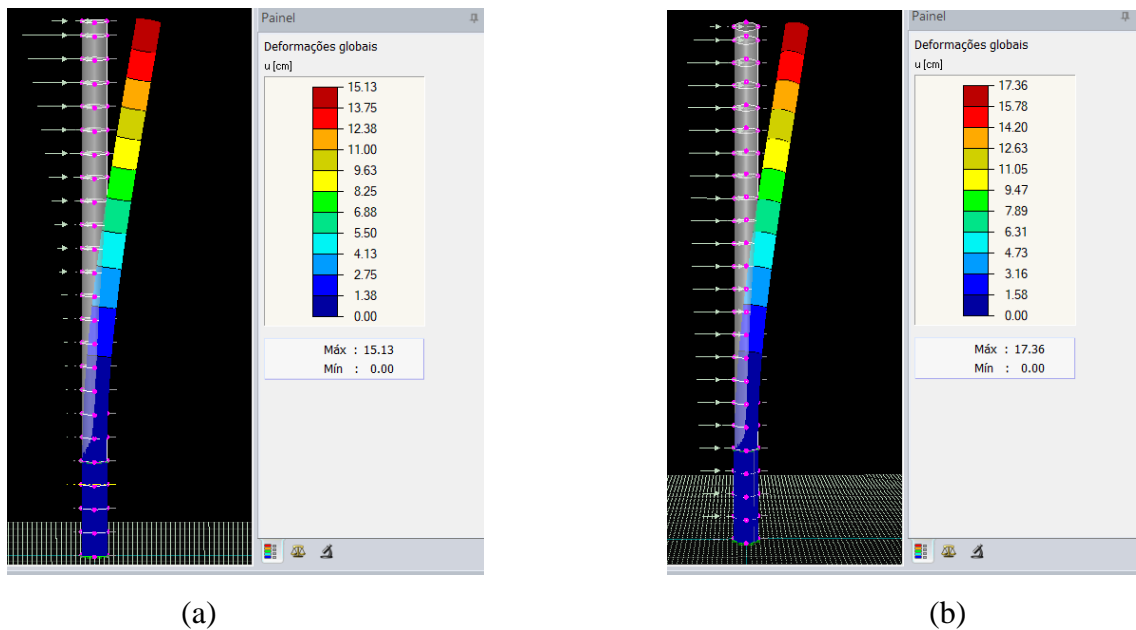 Painel
Deformações globais
u [cm]
15.13
13.75
12.38
11.00
9.63
8.25
6.88
5.50
4.13
2.75
1.38
0.00
Máx : 15.13
Mín : 0.00
(a)
Painel
Deformações globais
u [cm]
17.36
15.78
14.20
12.63
11.05
9.47
7.89
6.31
4.73
3.16
1.58
0.00
Máx : 17.36
Mín : 0.00
(b)